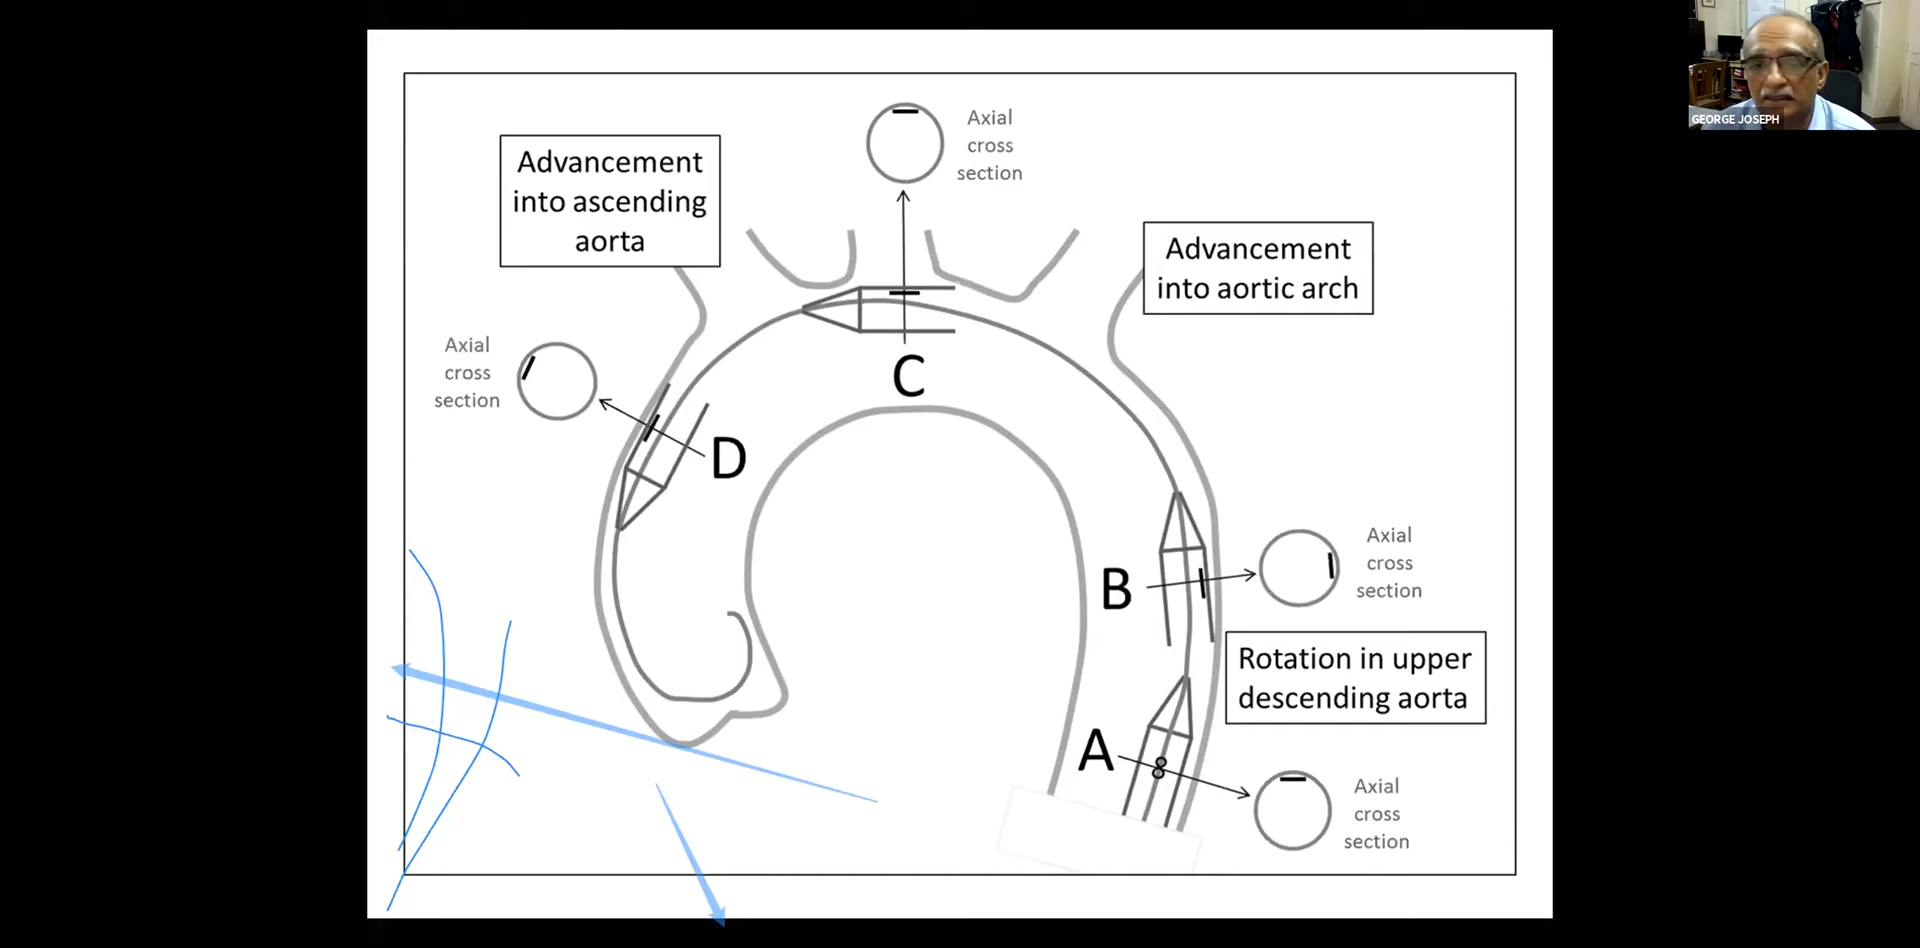 GEORGE JOSEPH
Axial
cross
section
Advancement
into ascending
aorta
Advancement
into aortic arch
Axial
cross
section
C
D
Axial
cross
section
B
Rotation in upper
descending aorta
A
Axial
cross
section